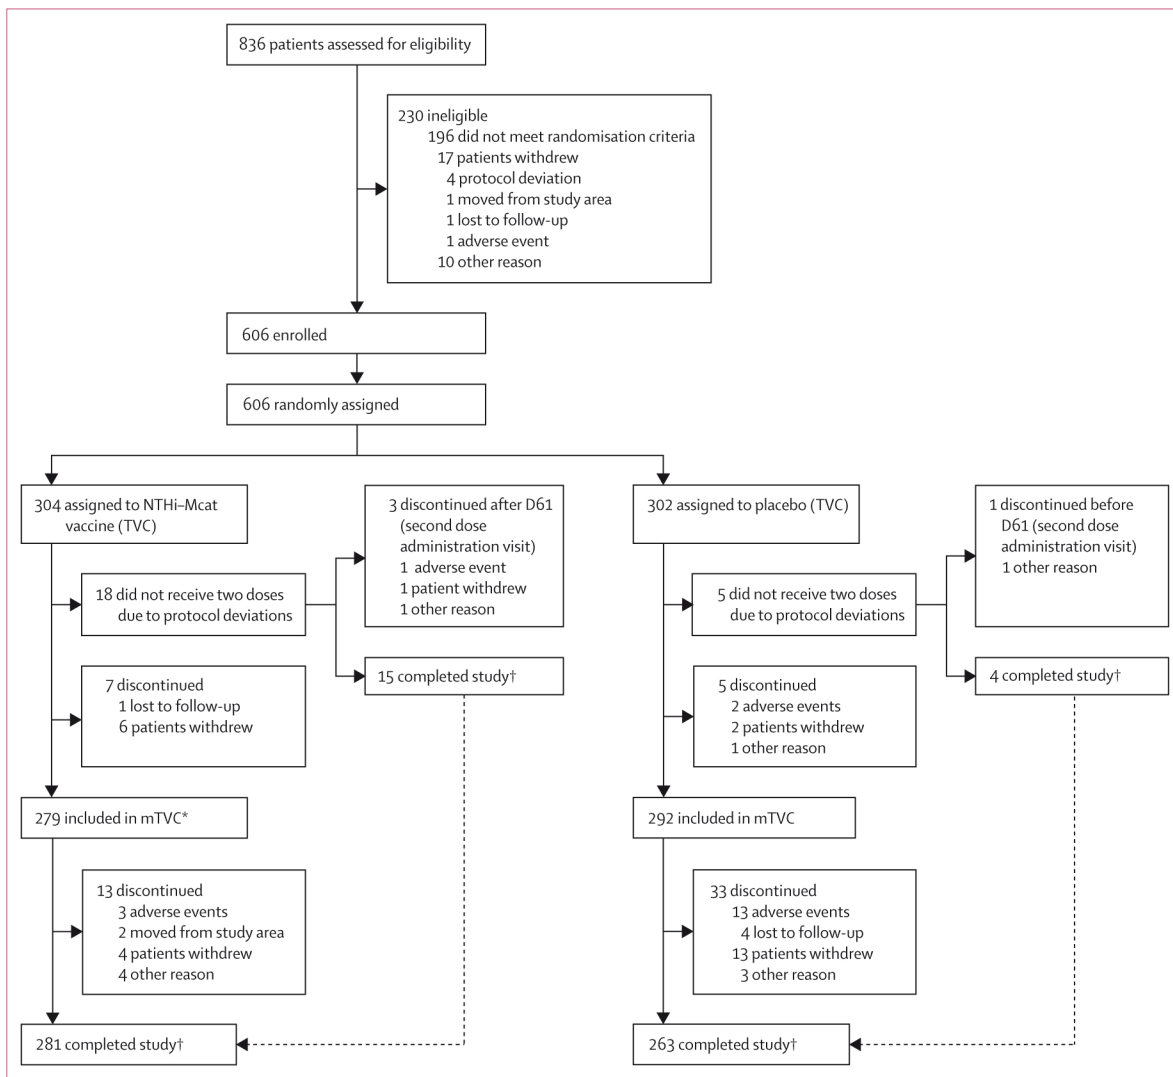 836 patients assessed for eligibility
230 ineligible
196 did not meet randomisation criteria
17 patients withdrew
4 protocol deviation
1 moved from study area
1 lost to follow-up
1 adverse event
10 other reason
606 enrolled
606 randomly assigned
304 assigned to NTHi–Mcat
vaccine (TVC)
3 discontinued after D61
(second dose
administration visit)
1 adverse event
1 patient withdrew
1 other reason
18 did not receive two doses
due to protocol deviations
15 completed study†
7 discontinued
1 lost to follow-up
6 patients withdrew
279 included in mTVC*
13 discontinued
3 adverse events
2 moved from study area
4 patients withdrew
4 other reason
281 completed study†
302 assigned to placebo (TVC)
1 discontinued before
D61 (second dose
administration visit)
1 other reason
5 did not receive two doses
due to protocol deviations
4 completed study†
5 discontinued
2 adverse events
2 patients withdrew
1 other reason
292 included in mTVC
33 discontinued
13 adverse events
4 lost to follow-up
13 patients withdrew
3 other reason
263 completed study†